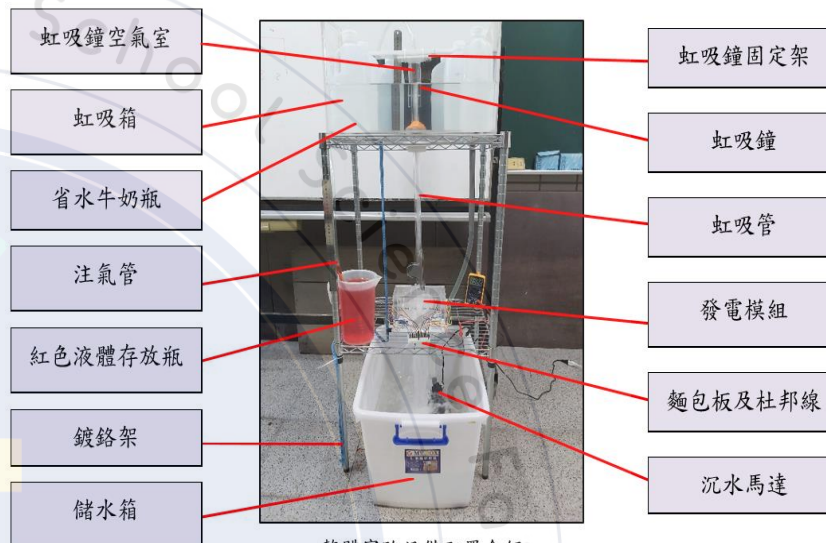 虹吸鐘空氣室
虹吸箱
省水牛奶瓶
注氣管
紅色液體存放瓶
鍍鉻架
儲水箱
虹吸鐘固定架
虹吸鐘
虹吸管
發電模組
麵包板及杜邦線
沉水馬達
School Scie